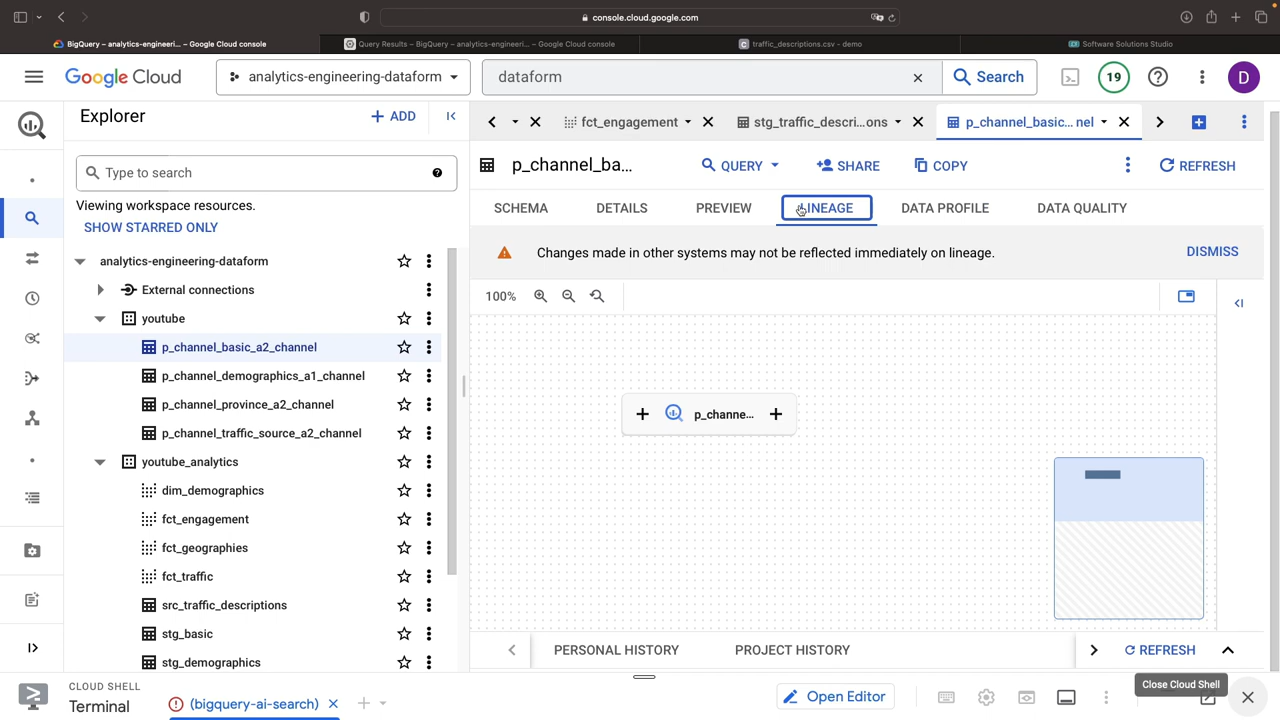 console.cloud.google.com
BigQuery – analytics-engineeri... – Google Cloud console
Query Results – BigQuery – analytics-engineeri... – Google Cloud console
traffic_descriptions.csv - demo
Software Solutions Studio
Google Cloud
analytics-engineering-dataform
dataform
Search
19
D
Explorer
ADD
fct_engagement
stg_traffic_descri...ons
p_channel_basic... nel
Type to search
p_channel_ba...
QUERY
SHARE
COPY
REFRESH
Viewing workspace resources.
SHOW STARRED ONLY
SCHEMA
DETAILS
PREVIEW
LINEAGE
DATA PROFILE
DATA QUALITY
Changes made in other systems may not be reflected immediately on lineage.
DISMISS
100%
analytics-engineering-dataform
External connections
youtube
p_channel_basic_a2_channel
p_channel_demographics_a1_channel
p_channel_province_a2_channel
p_channel_traffic_source_a2_channel
youtube_analytics
dim_demographics
fct_engagement
fct_geographies
fct_traffic
src_traffic_descriptions
stg_basic
stg_demographics
p_channe...
PERSONAL HISTORY
PROJECT HISTORY
REFRESH
Close Cloud Shell
CLOUD SHELL
Terminal
(bigquery-ai-search)
Open Editor